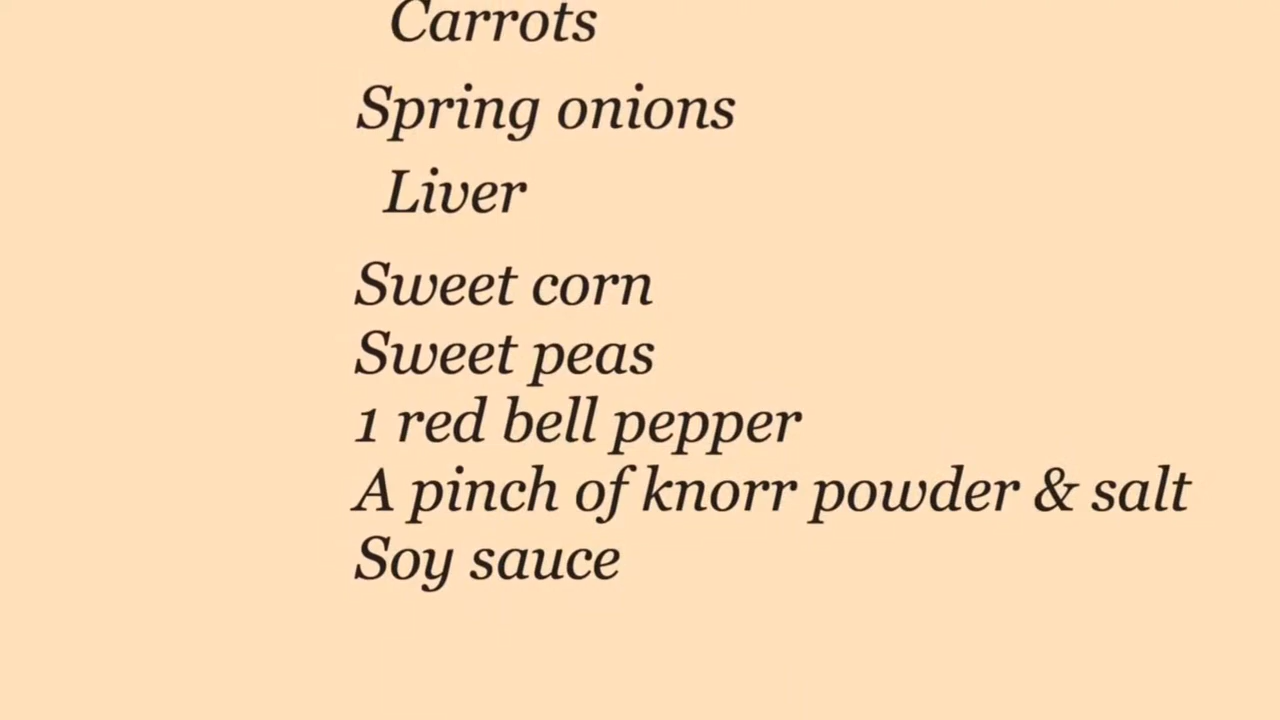 Carrots
Spring onions
Liver
Sweet corn
Sweet peas
1 red bell pepper
A pinch of knorr powder & salt
Soy sauce